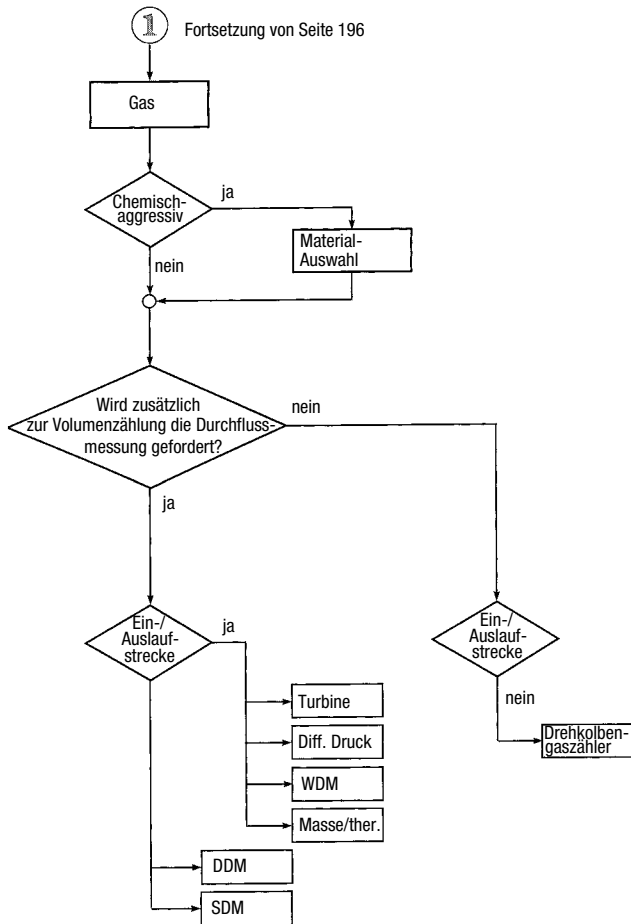 1 Fortsetzung von Seite 196
Gas
Chemisch-
aggressiv
ja
Material-
Auswahl
nein
Wird zusätzlich
zur Volumenzählung die Durchfluss-
messung gefordert?
nein
ja
Ein-/
Auslauf-
strecke
ja
Ein-/
Auslauf-
strecke
nein
Turbine
Diff. Druck
WDM
Masse/ther.
Drehkolben-
gaszähler
DDM
SDM